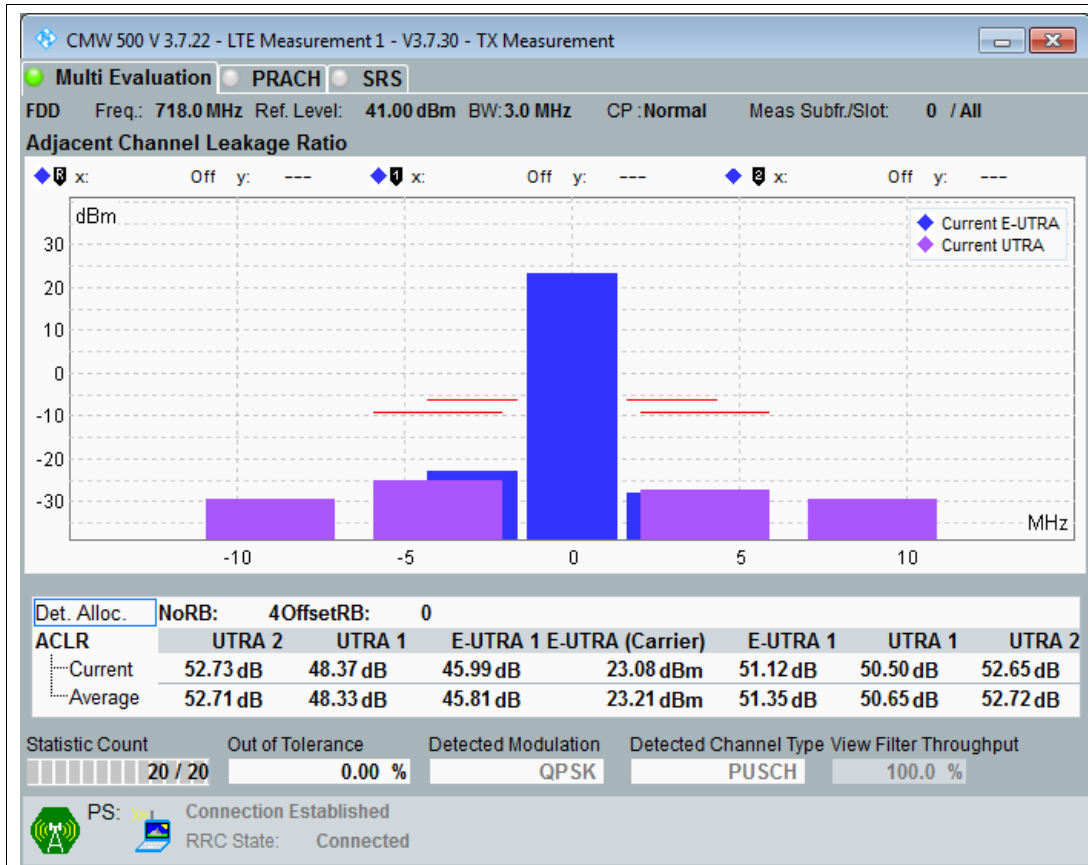 CMW 500 V 3.7.22 - LTE Measurement 1 - V3.7.30 - TX Measurement
Multi Evaluation PRACH SRS
FDD Freq.: 718.0 MHz Ref. Level: 41.00 dBm BW: 3.0 MHz CP : Normal Meas Subfr./Slot: 0 / All
Adjacent Channel Leakage Ratio
R x: Off y: --- 1 x: Off y: --- 2 x: Off y: ---
dBm
Current E-UTRA
Current UTRA
30
20
10
0
-10
-20
-30
MHz
-10 -5 0 5 10
Det. Alloc. NoRB: 4 OffsetRB: 0
ACLR UTRA 2 UTRA 1 E-UTRA 1 E-UTRA (Carrier) E-UTRA 1 UTRA 1 UTRA 2
Current 52.73 dB 48.37 dB 45.99 dB 23.08 dBm 51.12 dB 50.50 dB 52.65 dB
Average 52.71 dB 48.33 dB 45.81 dB 23.21 dBm 51.35 dB 50.65 dB 52.72 dB
Statistic Count Out of Tolerance Detected Modulation Detected Channel Type View Filter Throughput
20 / 20 0.00 % QPSK PUSCH 100.0 %
PS: Connection Established
RRC State: Connected